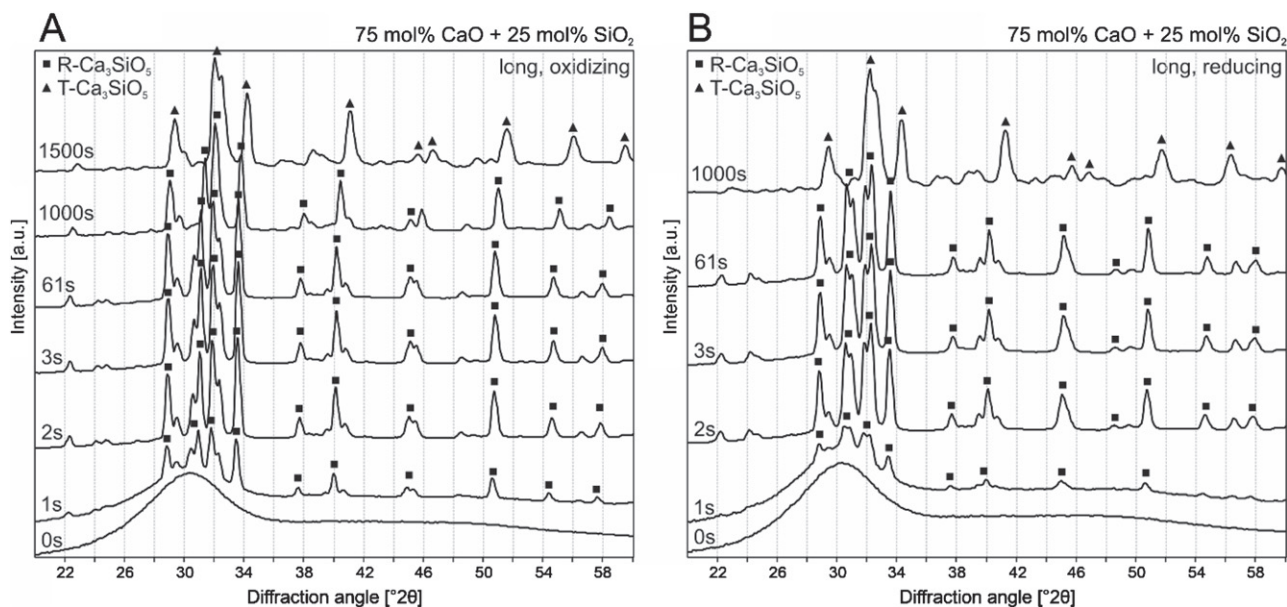 A
75 mol% CaO + 25 mol% SiO₂
■ R-Ca₃SiO₅
▲ T-Ca₃SiO₅
long, oxidizing
1500s
1000s
61s
3s
2s
1s
0s
Intensity [a.u.]
22 30 34 36 42 46 50 54 58
Diffraction angle [°2θ]
B
75 mol% CaO + 25 mol% SiO₂
■ R-Ca₃SiO₅
▲ T-Ca₃SiO₅
long, reducing
1000s
61s
3s
2s
1s
0s
Intensity [a.u.]
22 26 30 34 38 42 46 50 54 58
Diffraction angle [°2θ]